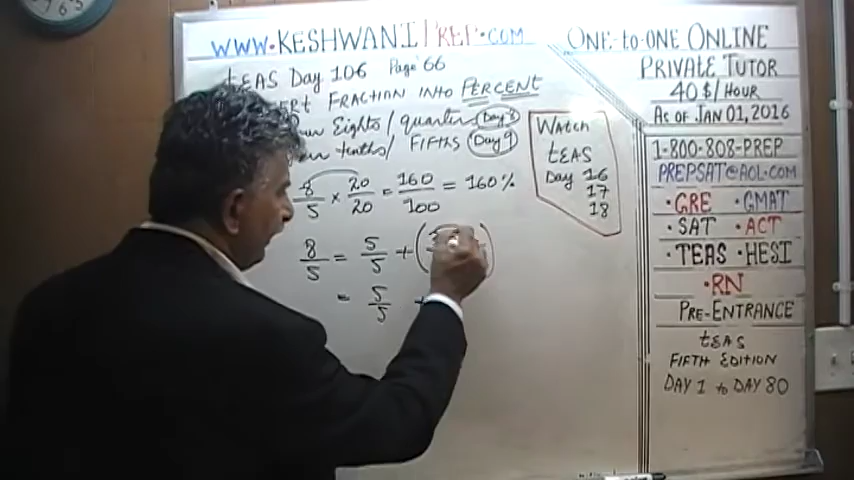 WWW.KESHWANI PREP.COM
TEAS Day 106 Page 66
FRACTION INTO PERCENT
Eights / quarters Day 8
tenths / FIFTHS Day 9
8/5 × 20/20 = 160/100 = 160%
8/5 = 5/5 + (
= 5/5 +
Watch
TEAS
Day 16
17
18
ONE-to-ONE ONLINE
PRIVATE TUTOR
40 $/HOUR
AS OF JAN 01, 2016
1-800-808-PREP
PREPSAT@AOL.COM
• GRE • GMAT
• SAT • ACT
• TEAS • HESI
• RN
PRE-ENTRANCE
TEAS
FIFTH EDITION
DAY 1 to DAY 80